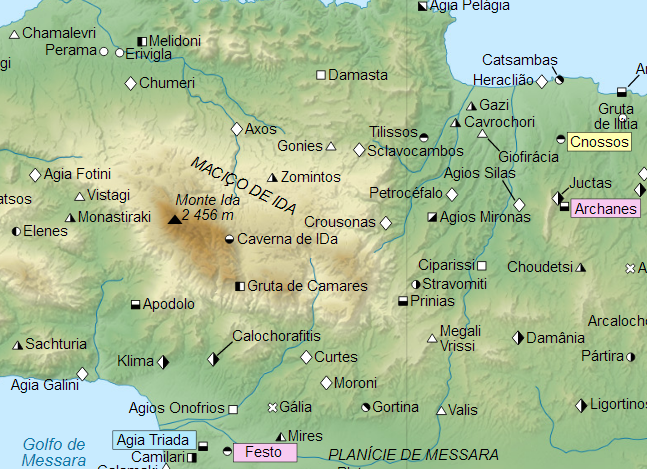 Agia Pelágia
Chamalevri
Melidoni
Perama
Erivigla
gi
Catsambas
Damasta
Chumeri
Heraclião
Gazi
Gruta
de Ilitia
Axos
Tilissos
Cavrochori
Cnossos
Gonies
Sclavocambos
Giofirácia
MACIÇO DE IDA
Agios Silas
Agia Fotini
Zomintos
Juctas
Vistagi
Monte Ida
2 456 m
Petrocéfalo
Archanes
atsos
Monastiraki
Crousonas
Agios Mironas
Elenes
Caverna de IDa
Ciparissi
Choudetsi
A
Gruta de Camares
Stravomiti
Prinias
Apodolo
Arcaloch
Calochorafitis
Megali
Vrissi
Damânia
Sachturia
Klima
Curtes
Pártira
Agia Galini
Moroni
Agios Onofrios
Gália
Gortina
Valis
Ligortinos
Golfo de
Messara
Agia Triada
Mires
Festo
PLANÍCIE DE MESSARA
Camilari